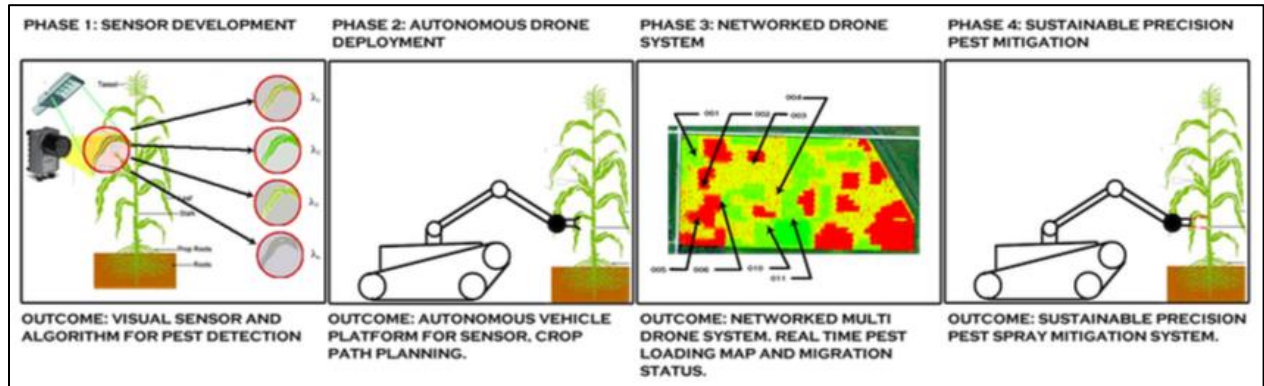 PHASE 1: SENSOR DEVELOPMENT
Tassel
λ₁
Leaf
Stalk
Prop Roots
Roots
OUTCOME: VISUAL SENSOR AND
ALGORITHM FOR PEST DETECTION
PHASE 2: AUTONOMOUS DRONE
DEPLOYMENT
OUTCOME: AUTONOMOUS VEHICLE
PLATFORM FOR SENSOR, CROP
PATH PLANNING.
PHASE 3: NETWORKED DRONE
SYSTEM
004
001
002
003
005
006
010
011
OUTCOME: NETWORKED MULTI
DRONE SYSTEM. REAL TIME PEST
LOADING MAP AND MIGRATION
STATUS.
PHASE 4: SUSTAINABLE PRECISION
PEST MITIGATION
OUTCOME: SUSTAINABLE PRECISION
PEST SPRAY MITIGATION SYSTEM.